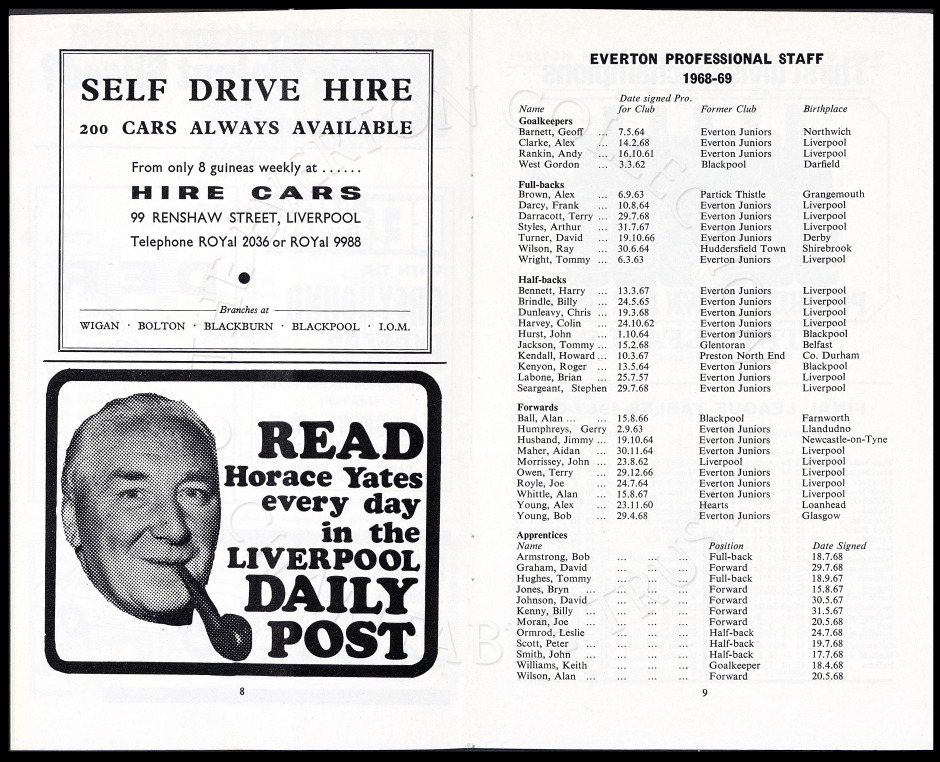 SELF DRIVE HIRE
200 CARS ALWAYS AVAILABLE
From only 8 guineas weekly at ......
HIRE CARS
99 RENSHAW STREET, LIVERPOOL
Telephone ROYal 2036 or ROYal 9988
Branches at
WIGAN · BOLTON · BLACKBURN · BLACKPOOL · I.O.M.
READ
Horace Yates
every day
in the
LIVERPOOL
DAILY
POST
8
EVERTON PROFESSIONAL STAFF
1968-69
Date signed Pro.
Name for Club Former Club Birthplace
Goalkeepers
Barnett, Geoff ... 7.5.64 Everton Juniors Northwich
Clarke, Alex ... 14.2.68 Everton Juniors Liverpool
Rankin, Andy ... 16.10.61 Everton Juniors Liverpool
West Gordon ... 3.3.62 Blackpool Darfield
Full-backs
Brown, Alex ... 6.9.63 Partick Thistle Grangemouth
Darcy, Frank ... 10.8.64 Everton Juniors Liverpool
Darracott, Terry ... 29.7.68 Everton Juniors Liverpool
Styles, Arthur ... 31.7.67 Everton Juniors Liverpool
Turner, David ... 19.10.66 Everton Juniors Derby
Wilson, Ray ... 30.6.64 Huddersfield Town Shirebrook
Wright, Tommy ... 6.3.63 Everton Juniors Liverpool
Half-backs
Bennett, Harry ... 13.3.67 Everton Juniors Liverpool
Brindle, Billy ... 24.5.65 Everton Juniors Liverpool
Dunleavy, Chris ... 19.3.68 Everton Juniors Liverpool
Harvey, Colin ... 24.10.62 Everton Juniors Liverpool
Hurst, John ... 1.10.64 Everton Juniors Blackpool
Jackson, Tommy ... 15.2.68 Glentoran Belfast
Kendall, Howard ... 10.3.67 Preston North End Co. Durham
Kenyon, Roger ... 13.5.64 Everton Juniors Blackpool
Labone, Brian ... 25.7.57 Everton Juniors Liverpool
Seargeant, Stephen 29.7.68 Everton Juniors Liverpool
Forwards
Ball, Alan ... ... 15.8.66 Blackpool Farnworth
Humphreys, Gerry 2.9.63 Everton Juniors Llandudno
Husband, Jimmy ... 19.10.64 Everton Juniors Newcastle-on-Tyne
Maher, Aidan ... 30.11.64 Everton Juniors Liverpool
Morrissey, John ... 23.8.62 Liverpool Liverpool
Owen, Terry ... 29.12.66 Everton Juniors Liverpool
Royle, Joe ... 24.7.64 Everton Juniors Liverpool
Whittle, Alan ... 15.8.67 Everton Juniors Liverpool
Young, Alex ... 23.11.60 Hearts Loanhead
Young, Bob ... 29.4.68 Everton Juniors Glasgow
Apprentices
Name Position Date Signed
Armstrong, Bob ... ... ... Full-back 18.7.68
Graham, David ... ... ... Forward 29.7.68
Hughes, Tommy ... ... ... Full-back 18.9.67
Jones, Bryn ... ... ... ... Forward 15.8.67
Johnson, David ... ... ... Forward 30.5.67
Kenny, Billy ... ... ... ... Forward 31.5.67
Moran, Joe ... ... ... ... Forward 20.5.68
Ormrod, Leslie ... ... ... Half-back 24.7.68
Scott, Peter ... ... ... ... Half-back 19.7.68
Smith, John ... ... ... ... Half-back 17.7.68
Williams, Keith ... ... ... Goalkeeper 18.4.68
Wilson, Alan ... ... ... ... Forward 20.5.68
9